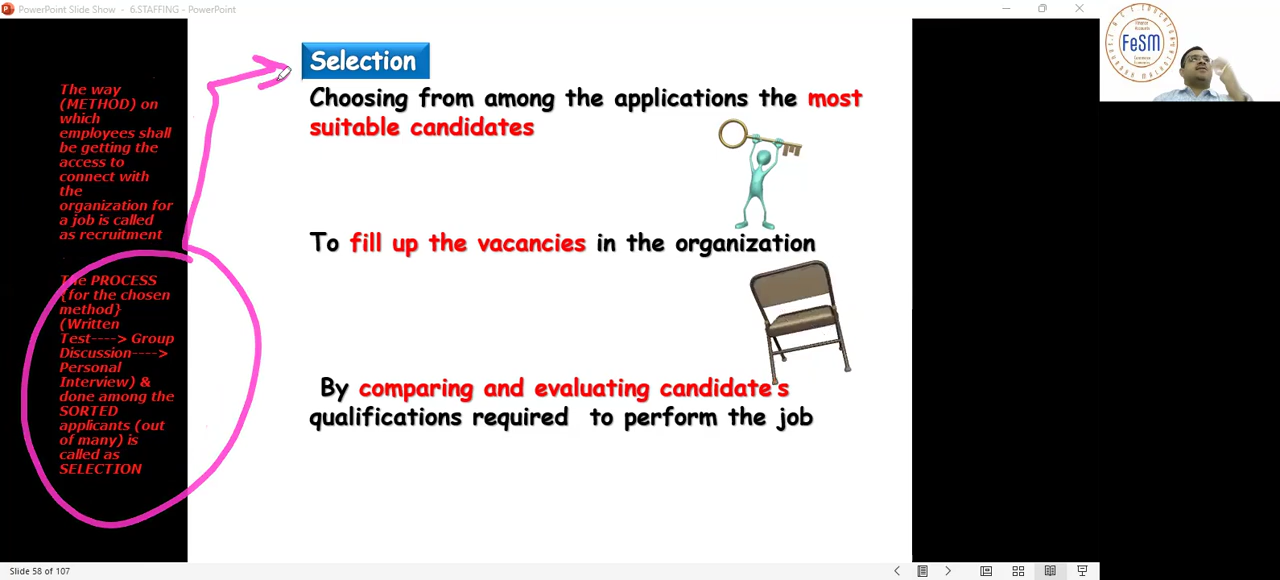 PowerPoint Slide Show - 6.STAFFING - PowerPoint
FeSM
The way
(METHOD) on
which
employees shall
be getting the
access to
connect with
the
organization for
a job is called
as recruitment
The PROCESS
{for the chosen
method}
(Written
Test----> Group
Discussion---->
Personal
Interview) &
done among the
SORTED
applicants (out
of many) is
called as
SELECTION
Selection
Choosing from among the applications the most
suitable candidates
To fill up the vacancies in the organization
By comparing and evaluating candidate's
qualifications required to perform the job
Slide 58 of 107